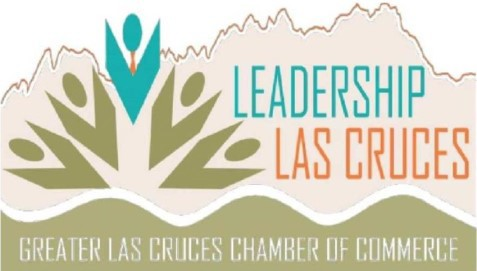 LEADERSHIP
LAS CRUCES
GREATER LAS CRUCES CHAMBER OF COMMERCE